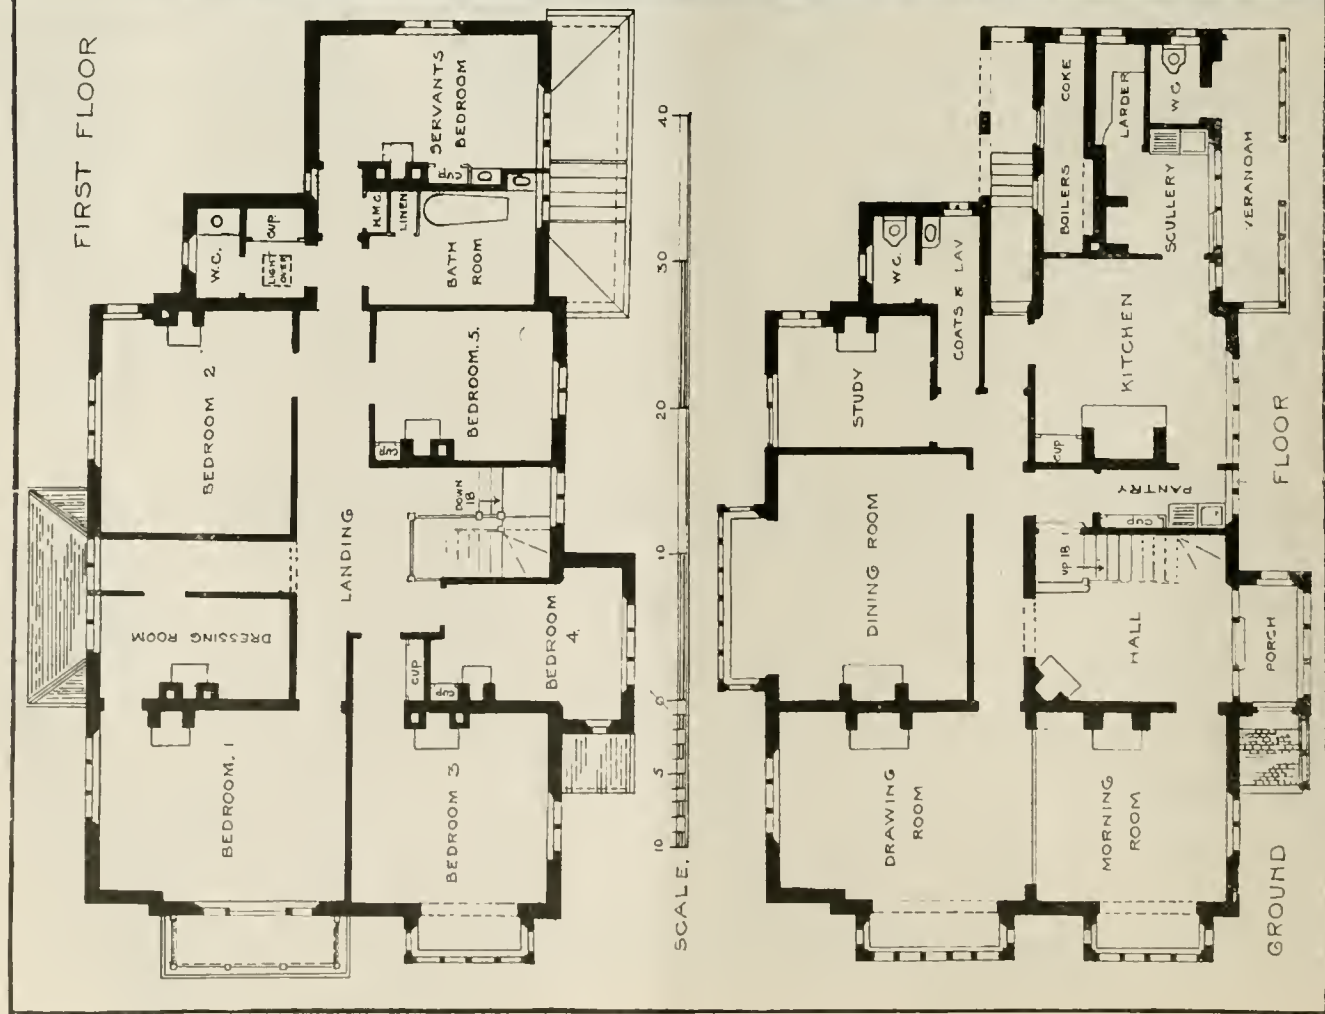 FIRST FLOOR
SERVANTS
BEDROOM
H.M.C.
LINEN
BATH
ROOM
W.C.
CUP.
LIGHT
OVER
BEDROOM 2
BEDROOM. 5.
DOWN
18
LANDING
DRESSING ROOM
BEDROOM
4.
CUP
BEDROOM. 1
BEDROOM 3
SCALE.
10
5
0
10
20
30
40
GROUND FLOOR
COKE
BOILERS
LARDER
W.C.
VERANDAH
SCULLERY
W.C.
COATS & LAV
KITCHEN
STUDY
CUP
PANTRY
CUP
UP 18
DINING ROOM
HALL
PORCH
DRAWING
ROOM
MORNING
ROOM